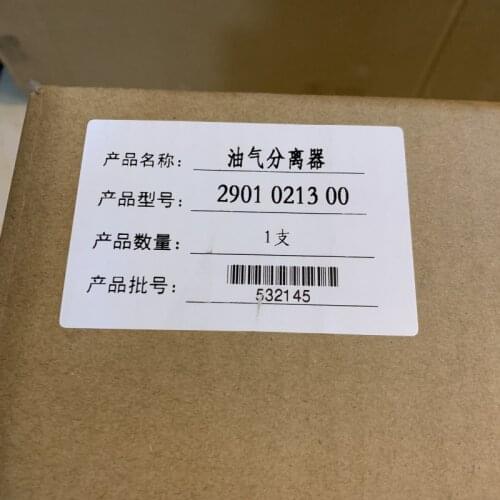 产品名称： 油气分离器
产品型号： 2901 0213 00
产品数量： 1支
产品批号：
532145